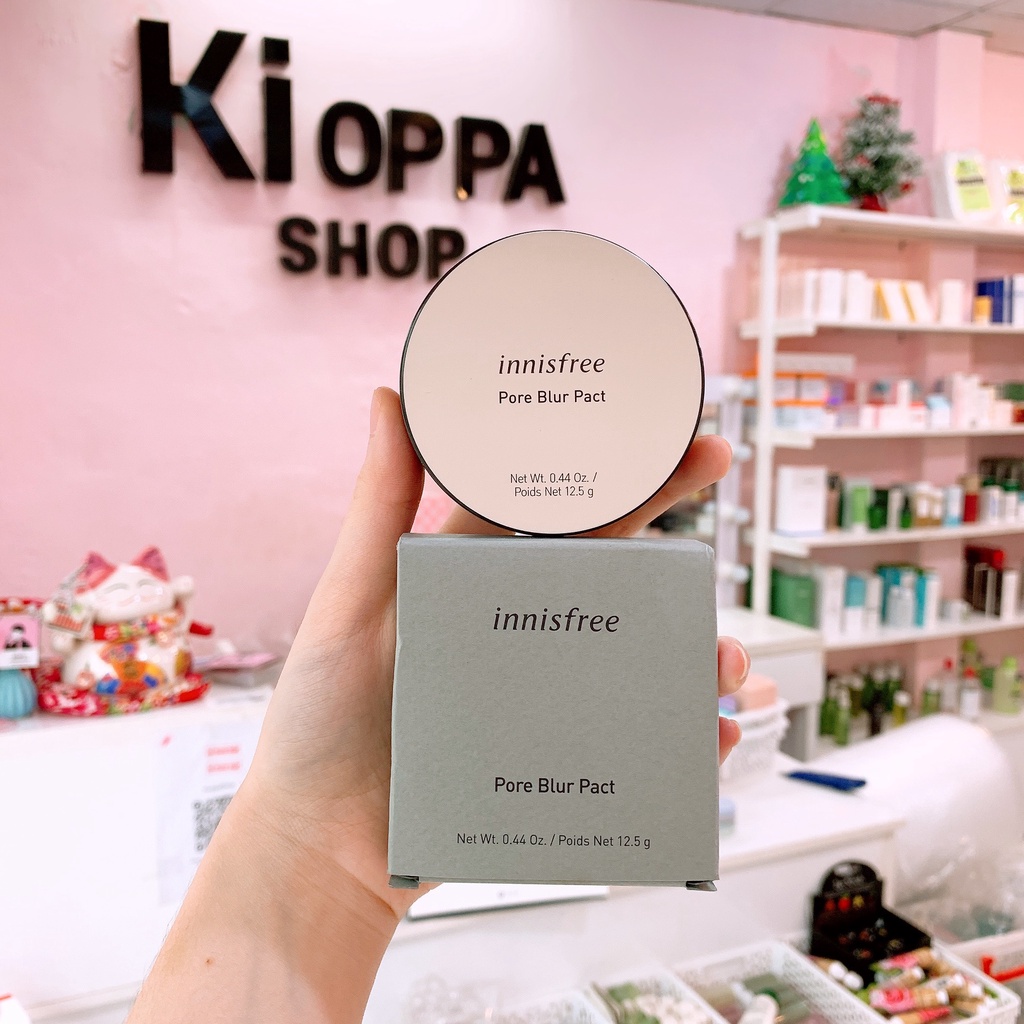 Ki OPPA
SHOP
innisfree
Pore Blur Pact
Net Wt. 0.44 Oz. /
Poids Net 12.5 g
innisfree
Pore Blur Pact
Net Wt. 0.44 Oz. / Poids Net 12.5 g